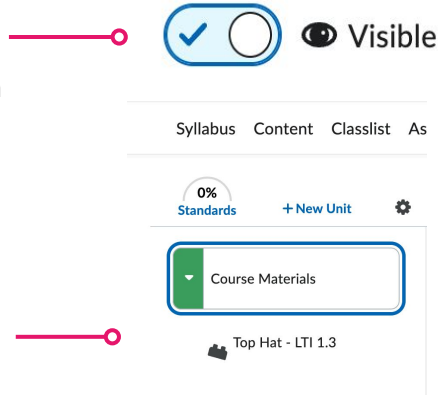 Visible
Syllabus Content Classlist As
0%
Standards
+ New Unit
Course Materials
Top Hat - LTI 1.3